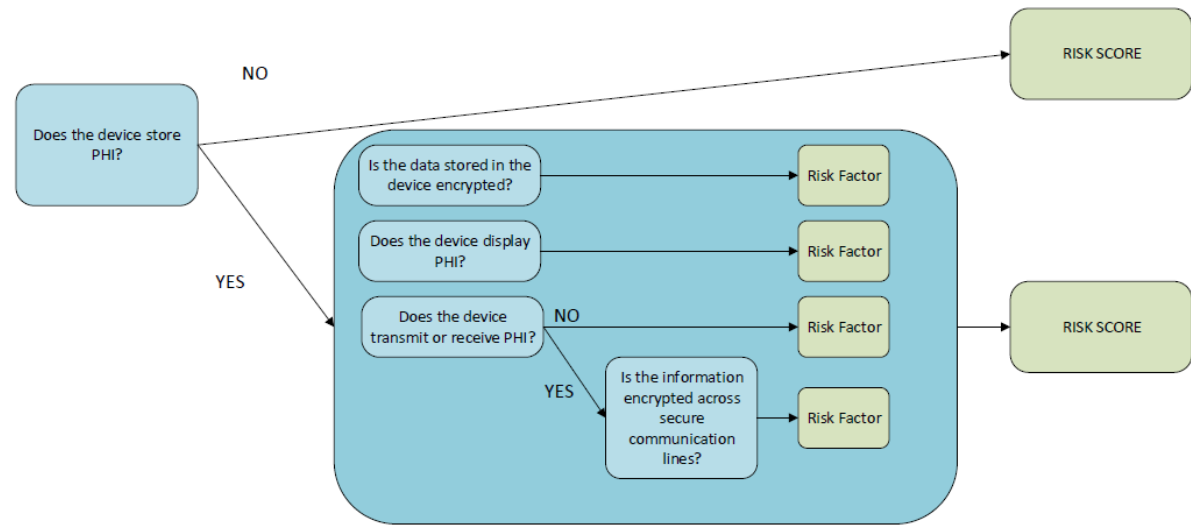 NO
RISK SCORE
Does the device store
PHI?
Is the data stored in the
device encrypted?
Risk Factor
Does the device display
PHI?
Risk Factor
YES
Does the device
transmit or receive PHI?
NO
Risk Factor
RISK SCORE
YES
Is the information
encrypted across
secure
communication
lines?
Risk Factor